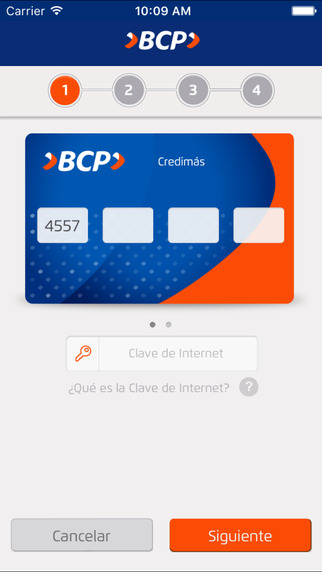 Carrier 10:09 AM
BCP
1 2 3 4
BCP Credimás
4557
Clave de Internet
¿Qué es la Clave de Internet? ?
Cancelar Siguiente